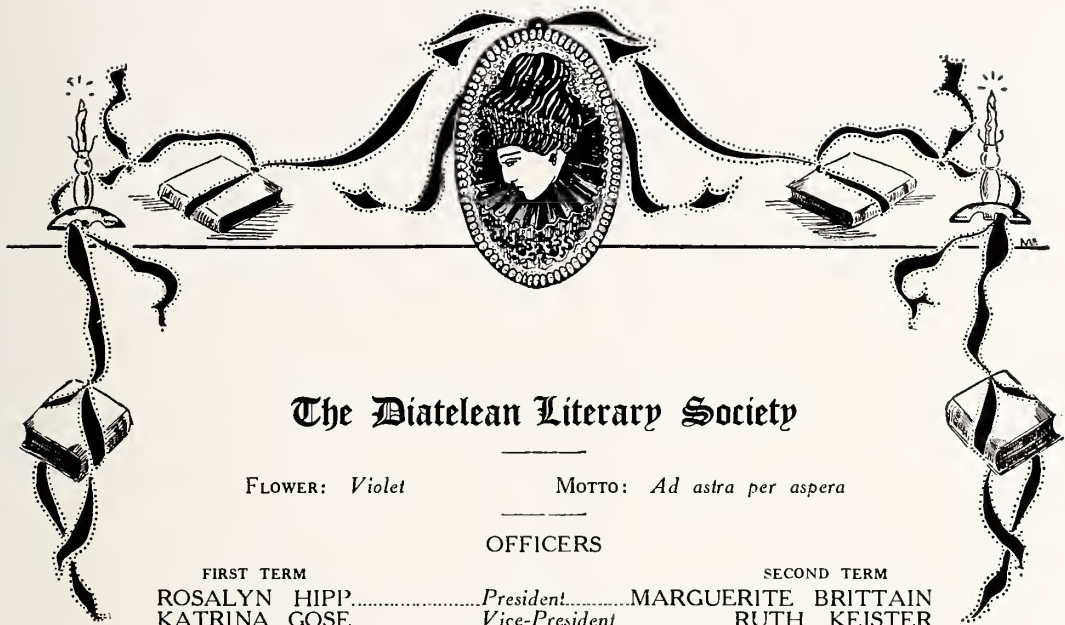 The Diatelean Literary Society
FLOWER: Violet MOTTO: Ad astra per aspera
OFFICERS
FIRST TERM SECOND TERM
ROSALYN HIPP President MARGUERITE BRITTAIN
KATRINA GOSE Vice-President RUTH KEISTER